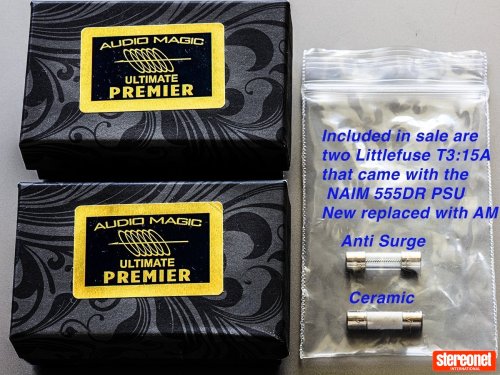 AUDIO MAGIC
ULTIMATE
PREMIER
AUDIO MAGIC
ULTIMATE
PREMIER
Included in sale are
two Littlefuse T3:15A
that came with the
NAIM 555DR PSU
New replaced with AM
Anti Surge
Ceramic
stereonet
INTERNATIONAL